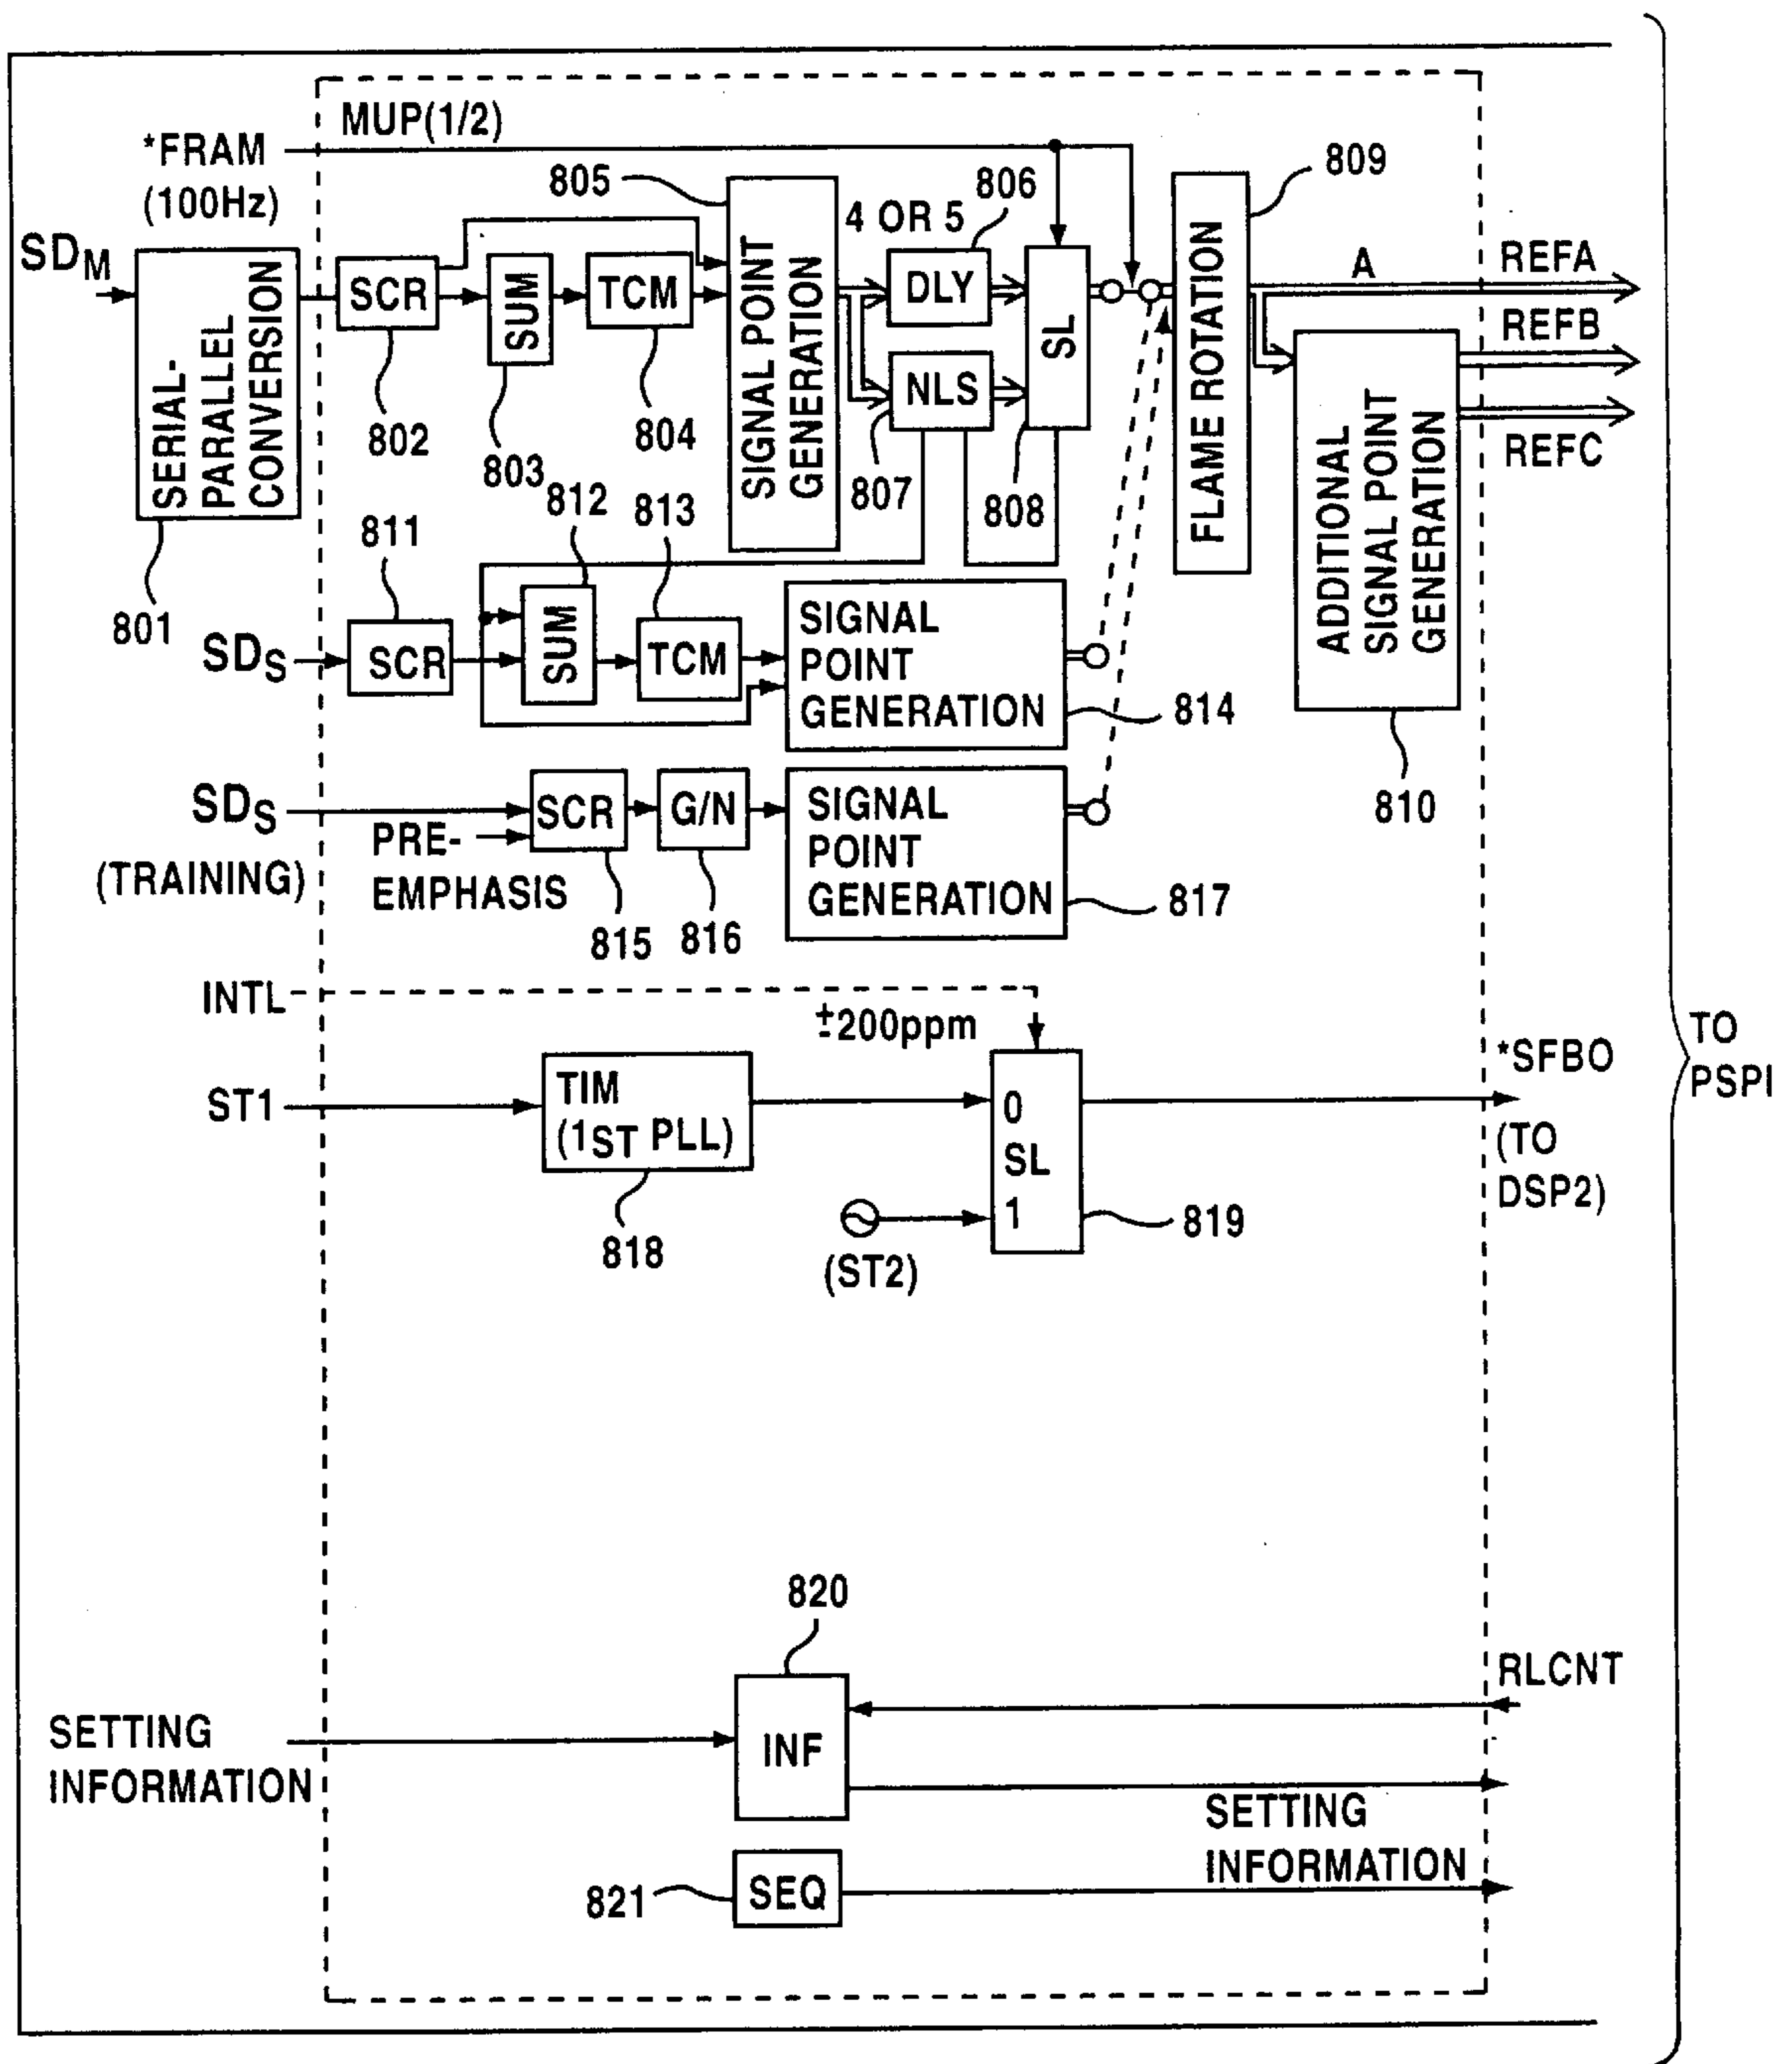 MUP(1/2)
*FRAM
(100Hz)
SDM
SERIAL-
PARALLEL
CONVERSION
801
SCR
802
SUM
803
TCM
804
805
SIGNAL POINT
GENERATION
4 OR 5
806
DLY
NLS
807
SL
808
809
FLAME ROTATION
A
REFA
REFB
REFC
ADDITIONAL
SIGNAL POINT
GENERATION
810
SDS
811
SCR
812
SUM
813
TCM
SIGNAL
POINT
GENERATION
814
SDS
(TRAINING)
PRE-
EMPHASIS
SCR
815
G/N
816
SIGNAL
POINT
GENERATION
817
INTL
±200ppm
ST1
TIM
(1ST PLL)
818
0
SL
1
819
(ST2)
*SFBO
(TO
DSP2)
TO
PSPI
820
INF
RLCNT
SETTING
INFORMATION
SETTING
INFORMATION
821
SEQ